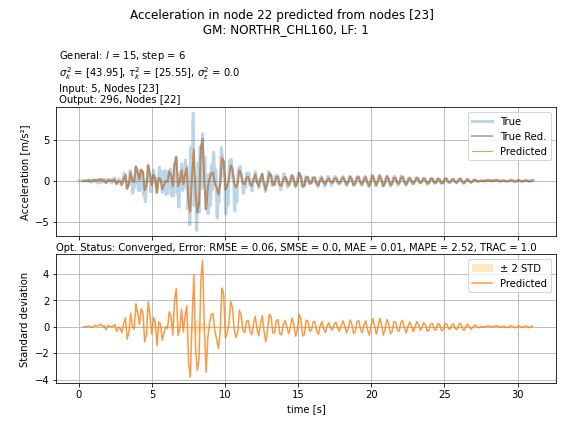 Acceleration in node 22 predicted from nodes [23]
GM: NORTHR_CHL160, LF: 1
General: l = 15, step = 6
σ²ₖ = [43.95], τ²ₖ = [25.55], σ²ε = 0.0
Input: 5, Nodes [23]
Output: 296, Nodes [22]
Acceleration [m/s²]
5
0
−5
True
True Red.
Predicted
Opt. Status: Converged, Error: RMSE = 0.06, SMSE = 0.0, MAE = 0.01, MAPE = 2.52, TRAC = 1.0
Standard deviation
4
2
0
−2
−4
± 2 STD
Predicted
0 5 10 15 20 25 30
time [s]